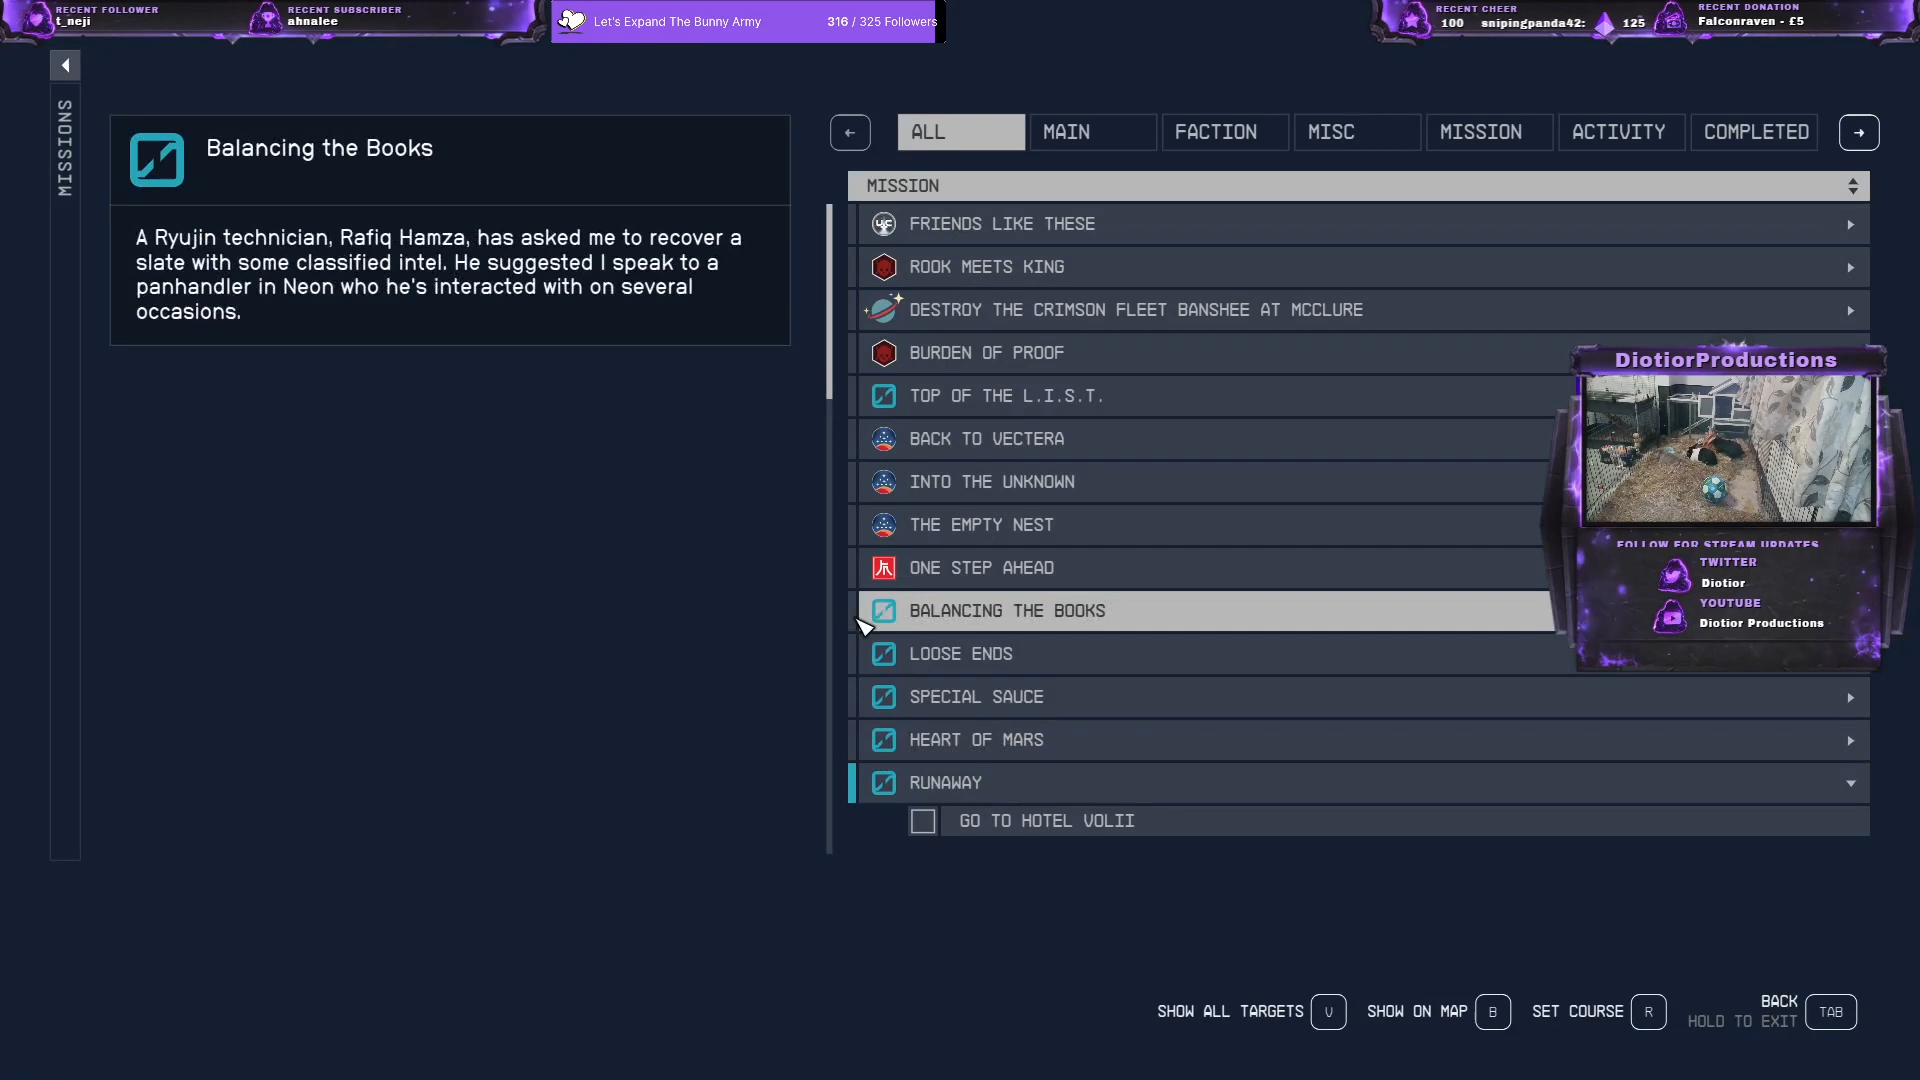 RECENT FOLLOWER
t_neji
RECENT SUBSCRIBER
ahnalee
Let's Expand The Bunny Army 316 / 325 Followers
RECENT CHEER
100 snipingpanda42: 125
RECENT DONATION
Falconraven - £5
MISSIONS
Balancing the Books
A Ryujin technician, Rafiq Hamza, has asked me to recover a
slate with some classified intel. He suggested I speak to a
panhandler in Neon who he's interacted with on several
occasions.
ALL MAIN FACTION MISC MISSION ACTIVITY COMPLETED
MISSION
FRIENDS LIKE THESE
ROOK MEETS KING
DESTROY THE CRIMSON FLEET BANSHEE AT MCCLURE
BURDEN OF PROOF
TOP OF THE L.I.S.T.
BACK TO VECTERA
INTO THE UNKNOWN
THE EMPTY NEST
ONE STEP AHEAD
BALANCING THE BOOKS
LOOSE ENDS
SPECIAL SAUCE
HEART OF MARS
RUNAWAY
GO TO HOTEL VOLII
DiotiorProductions
FOLLOW FOR STREAM UPDATES
TWITTER
Diotior
YOUTUBE
Diotior Productions
SHOW ALL TARGETS V SHOW ON MAP B SET COURSE R BACK TAB
HOLD TO EXIT